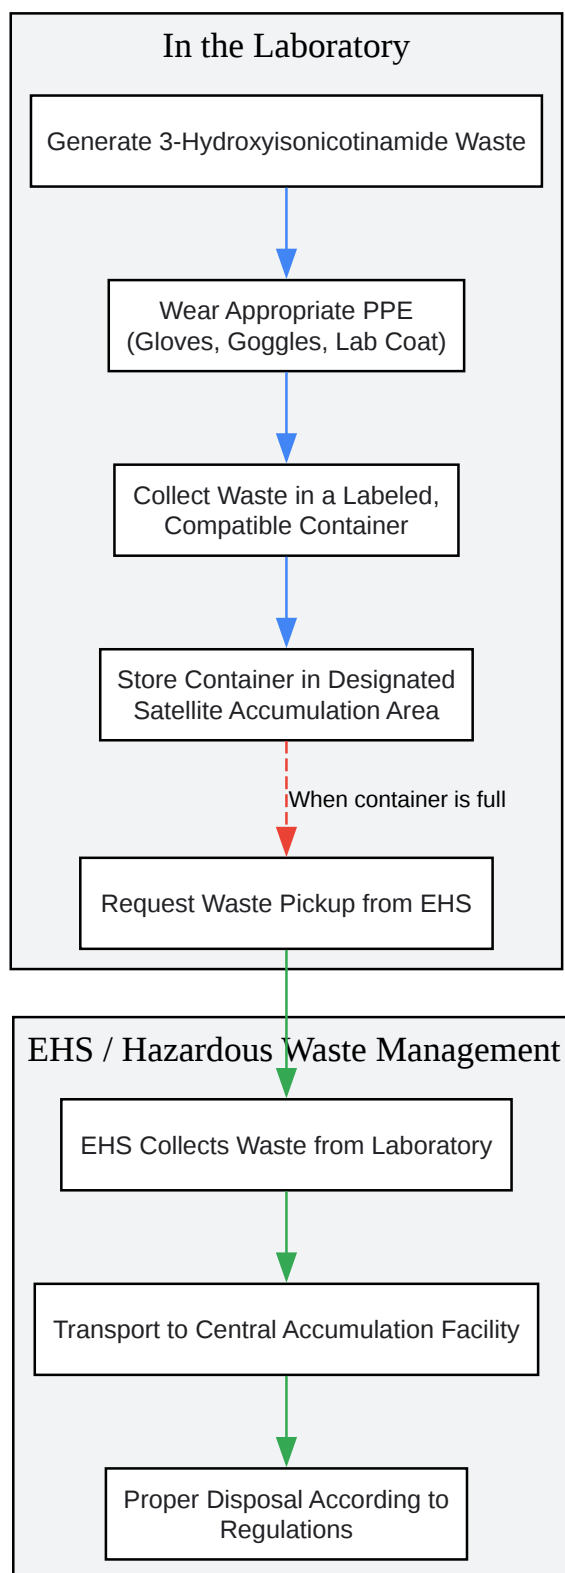 In the Laboratory
Generate 3-Hydroxyisonicotinamide Waste
Wear Appropriate PPE
(Gloves, Goggles, Lab Coat)
Collect Waste in a Labeled,
Compatible Container
Store Container in Designated
Satellite Accumulation Area
When container is full
Request Waste Pickup from EHS
EHS / Hazardous Waste Management
EHS Collects Waste from Laboratory
Transport to Central Accumulation Facility
Proper Disposal According to
Regulations